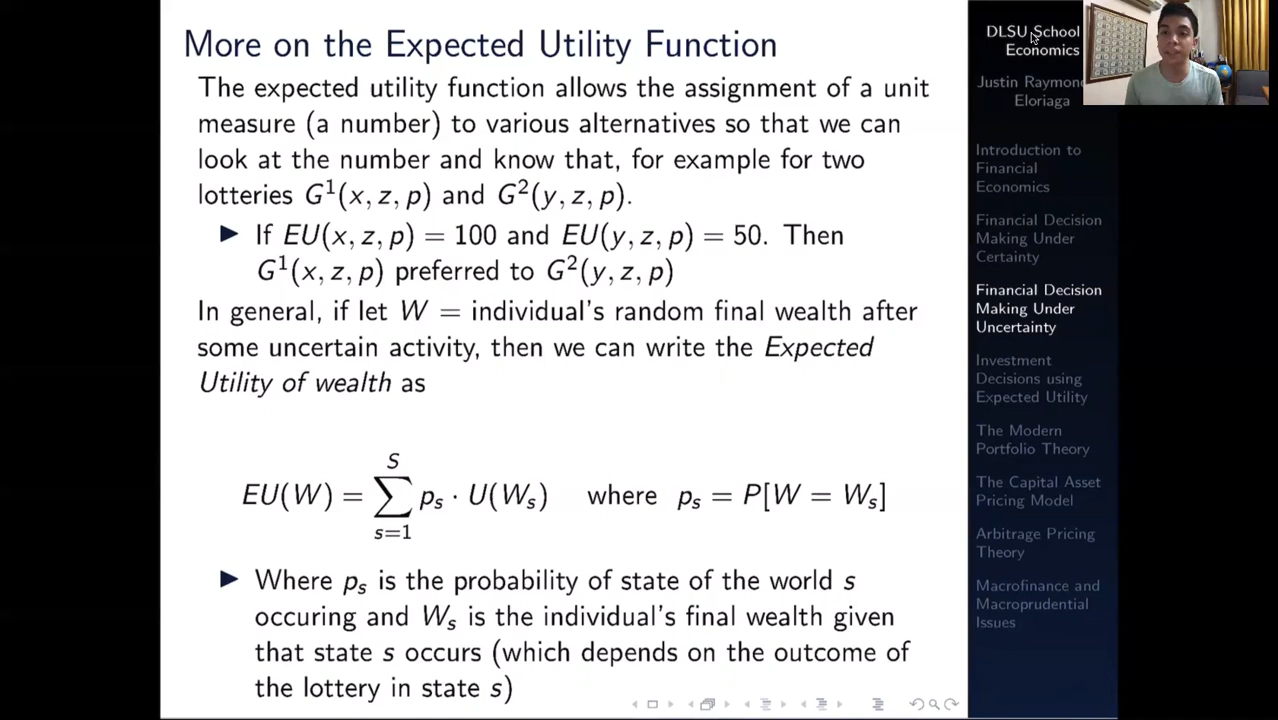 More on the Expected Utility Function
The expected utility function allows the assignment of a unit
measure (a number) to various alternatives so that we can
look at the number and know that, for example for two
lotteries G¹(x, z, p) and G²(y, z, p).
▶ If EU(x, z, p) = 100 and EU(y, z, p) = 50. Then
G¹(x, z, p) preferred to G²(y, z, p)
In general, if let W = individual's random final wealth after
some uncertain activity, then we can write the Expected
Utility of wealth as
EU(W) = ∑_{s=1}^{S} p_s · U(W_s) where p_s = P[W = W_s]
▶ Where p_s is the probability of state of the world s
occuring and W_s is the individual's final wealth given
that state s occurs (which depends on the outcome of
the lottery in state s)
DLSU School
Economics
Justin Raymon
Eloriaga
Introduction to
Financial
Economics
Financial Decision
Making Under
Certainty
Financial Decision
Making Under
Uncertainty
Investment
Decisions using
Expected Utility
The Modern
Portfolio Theory
The Capital Asset
Pricing Model
Arbitrage Pricing
Theory
Macrofinance and
Macroprudential
Issues